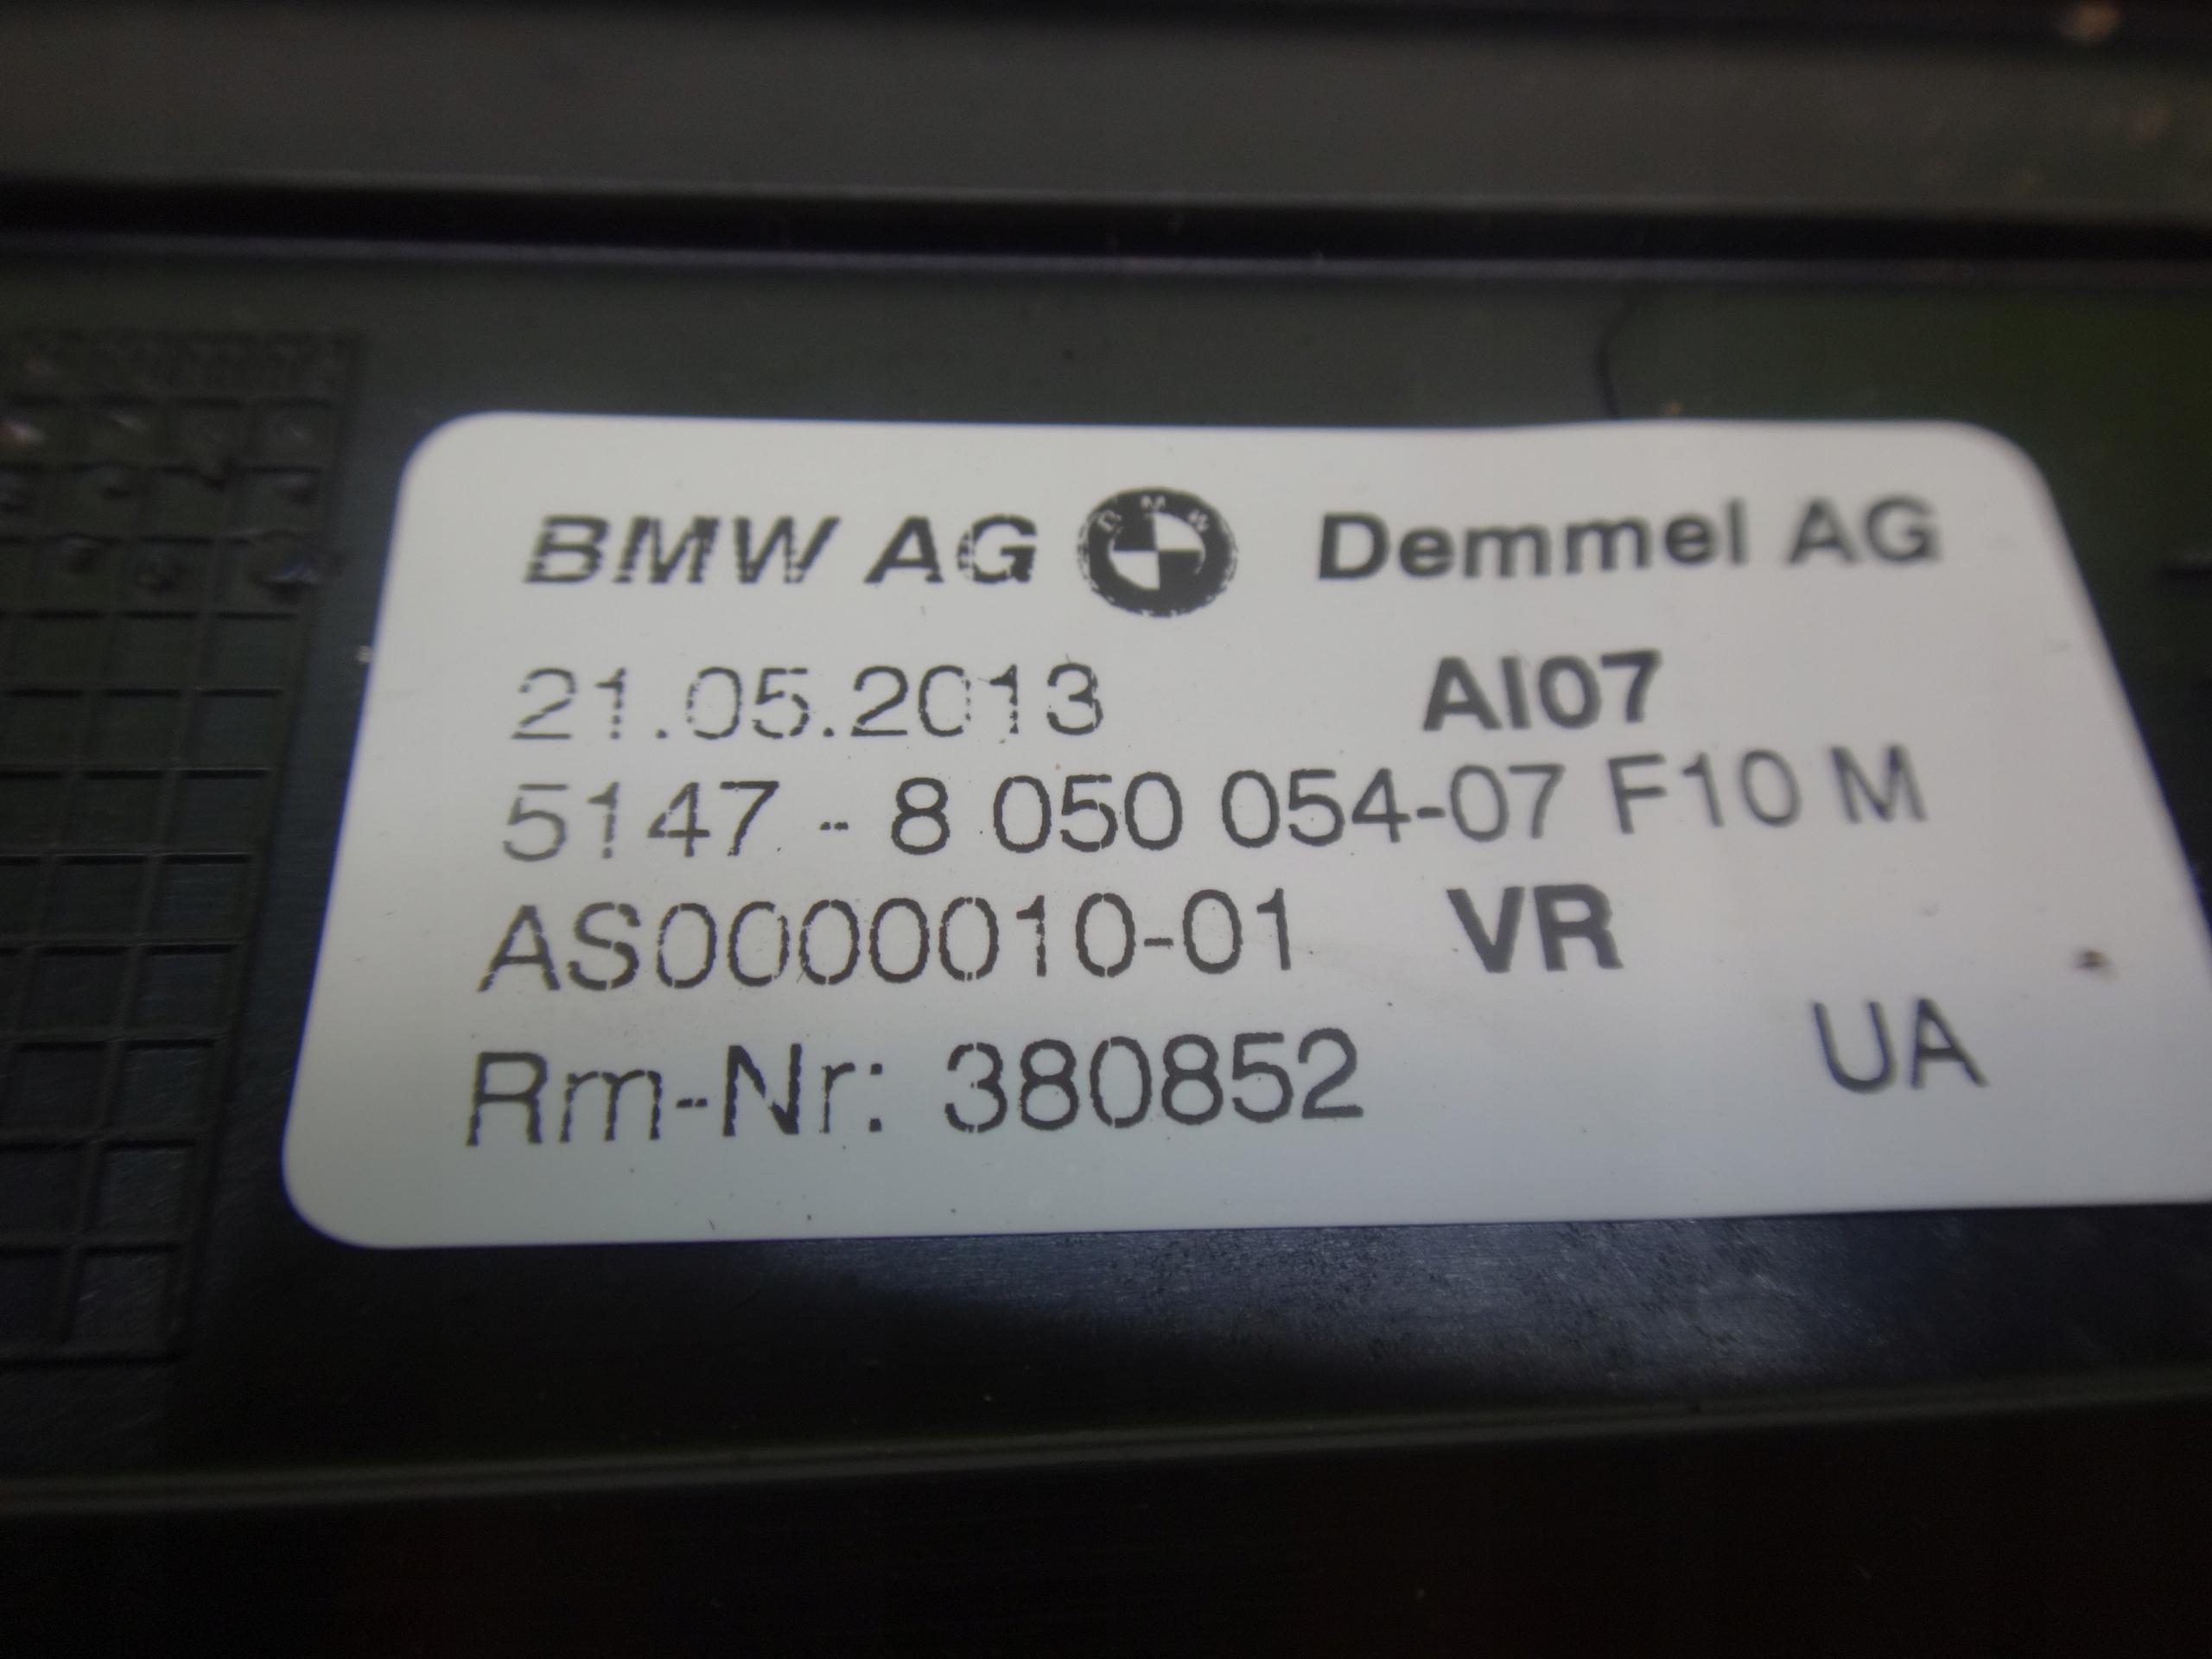 BMW AG BMW Demmel AG
21.05.2013 AI07
5147 - 8 050 054-07 F10 M
AS0000010-01 VR
Rm-Nr: 380852 UA